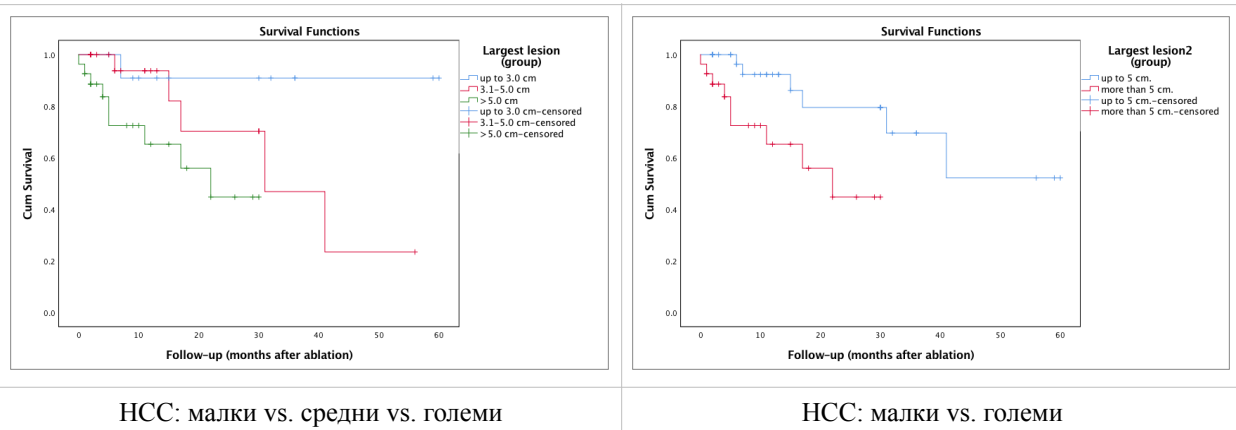 Survival Functions
Largest lesion
(group)
up to 3.0 cm
3.1-5.0 cm
>5.0 cm
up to 3.0 cm-censored
3.1-5.0 cm-censored
>5.0 cm-censored
1.0
0.8
0.6
0.4
0.2
0.0
Cum Survival
0 10 20 30 40 50 60
Follow-up (months after ablation)
Survival Functions
Largest lesion2
(group)
up to 5 cm.
more than 5 cm.
up to 5 cm.-censored
more than 5 cm.-censored
1.0
0.8
0.6
0.4
0.2
0.0
Cum Survival
0 10 20 30 40 50 60
Follow-up (months after ablation)
HCC: малки vs. средни vs. големи
HCC: малки vs. големи